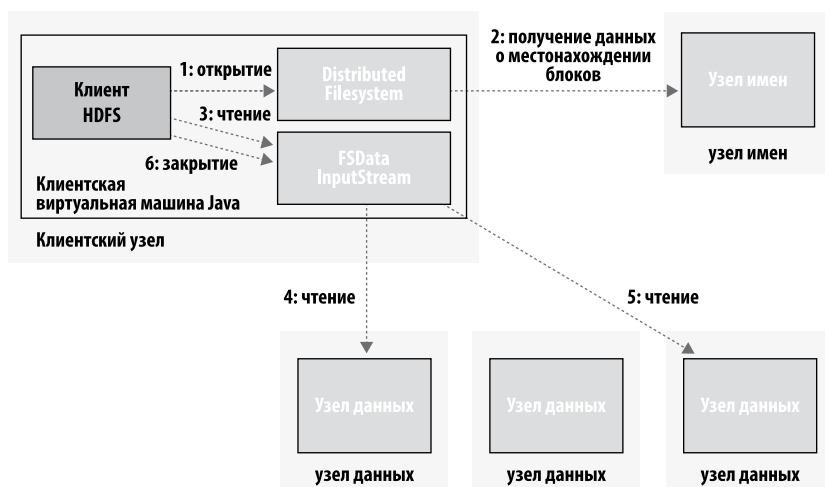 Клиент
HDFS
1: открытие
Distributed
Filesystem
2: получение данных
о местонахождении
блоков
Узел имен
узел имен
3: чтение
6: закрытие
FSData
InputStream
Клиентская
виртуальная машина Java
Клиентский узел
4: чтение
5: чтение
Узел данных
узел данных
Узел данных
узел данных
Узел данных
узел данных